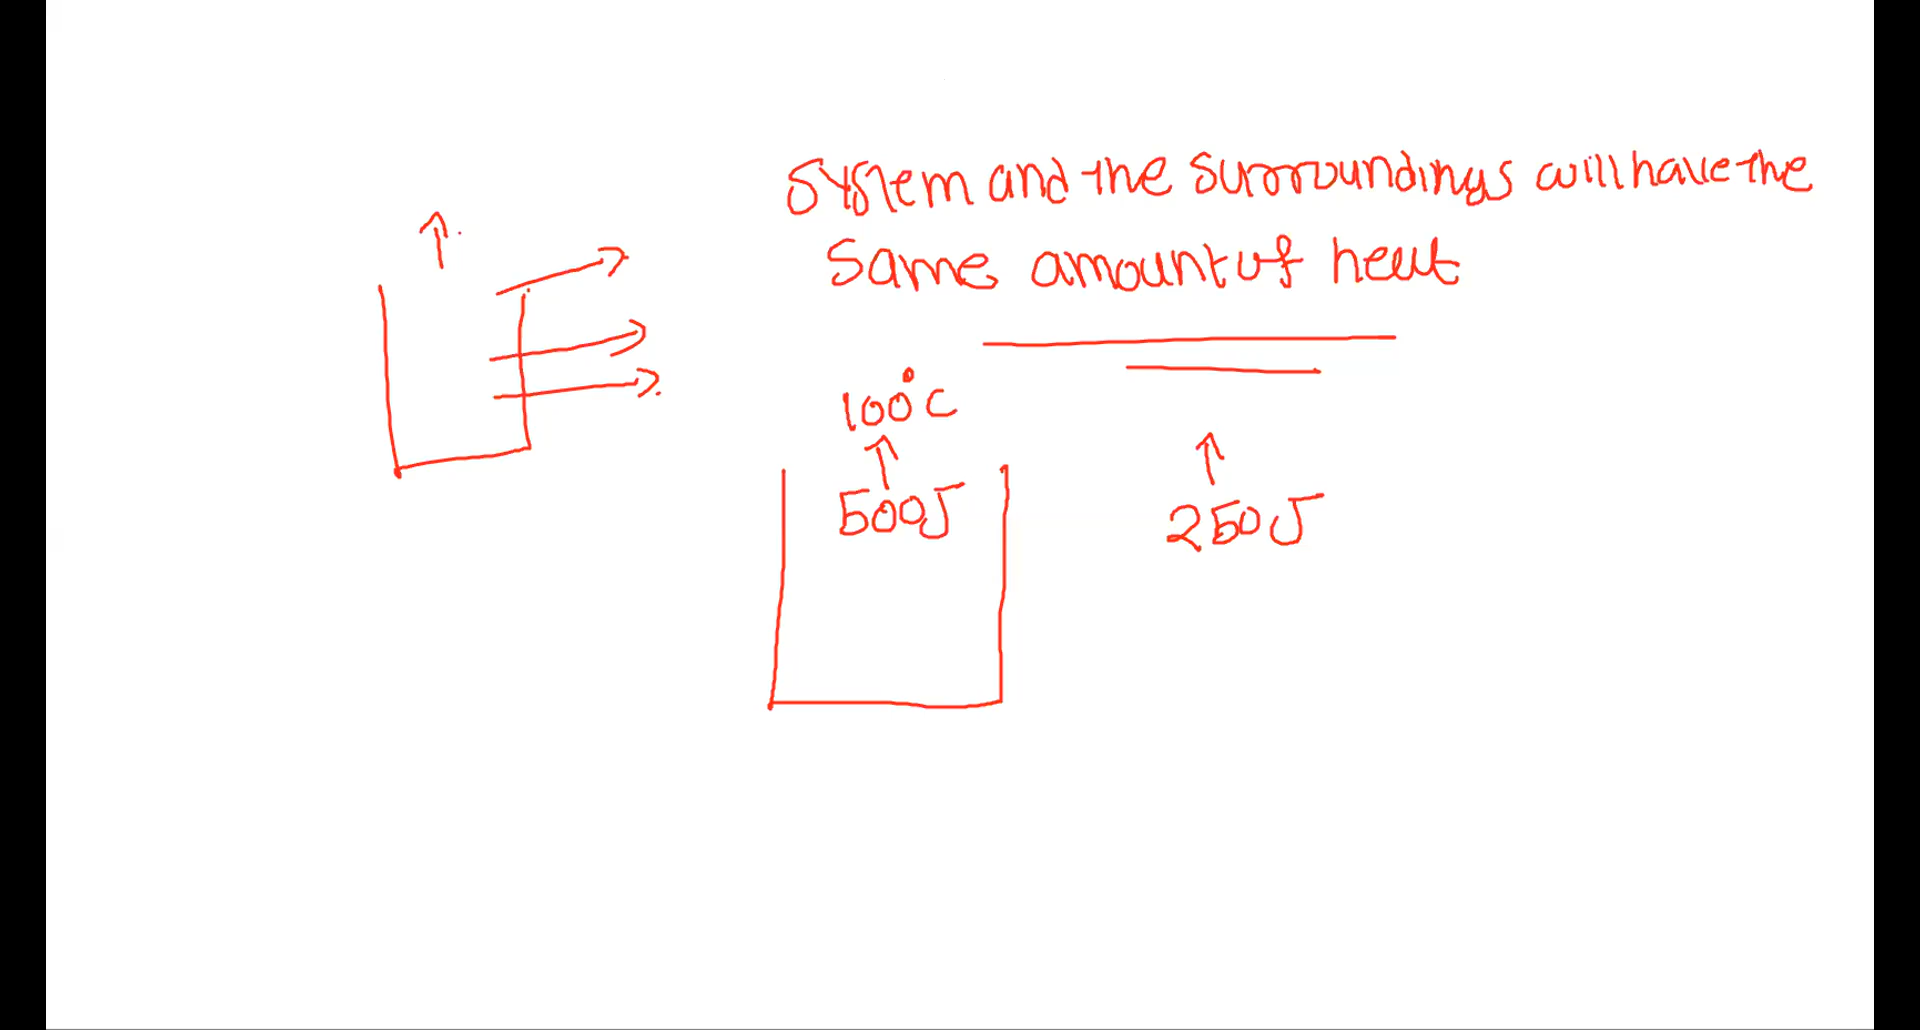 System and the surroundings will have the
same amount of heat
100°C
500J
250J